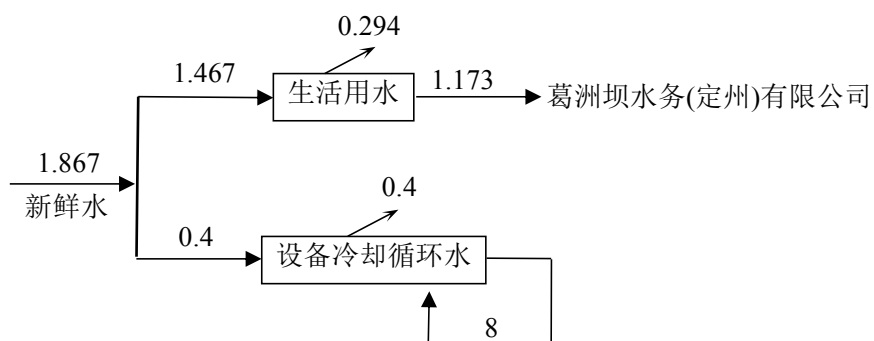 0.294
1.467
生活用水
1.173
葛洲坝水务(定州)有限公司
1.867
新鲜水
0.4
0.4
设备冷却循环水
8